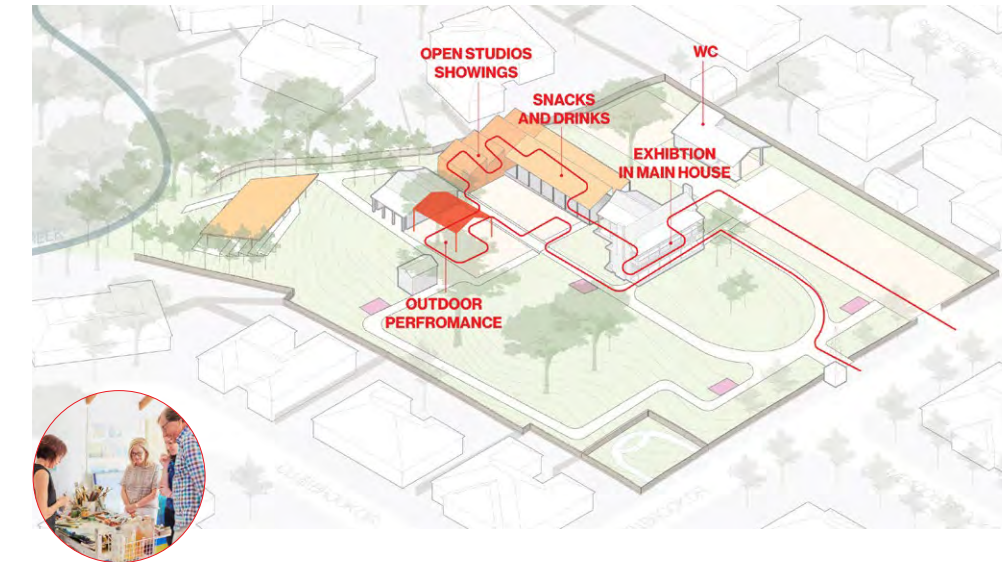 OPEN STUDIOS
SHOWINGS
WC
SNACKS
AND DRINKS
EXHIBTION
IN MAIN HOUSE
OUTDOOR
PERFROMANCE